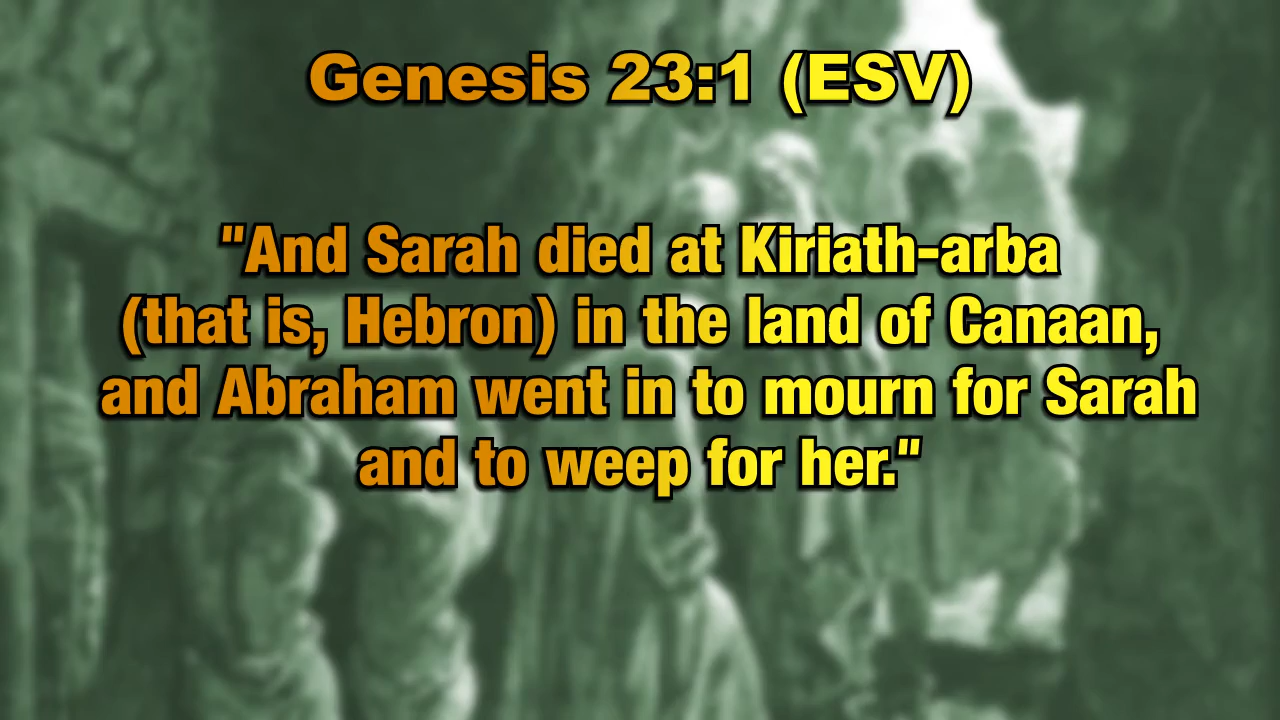 Genesis 23:1 (ESV)
"And Sarah died at Kiriath-arba
(that is, Hebron) in the land of Canaan,
and Abraham went in to mourn for Sarah
and to weep for her."